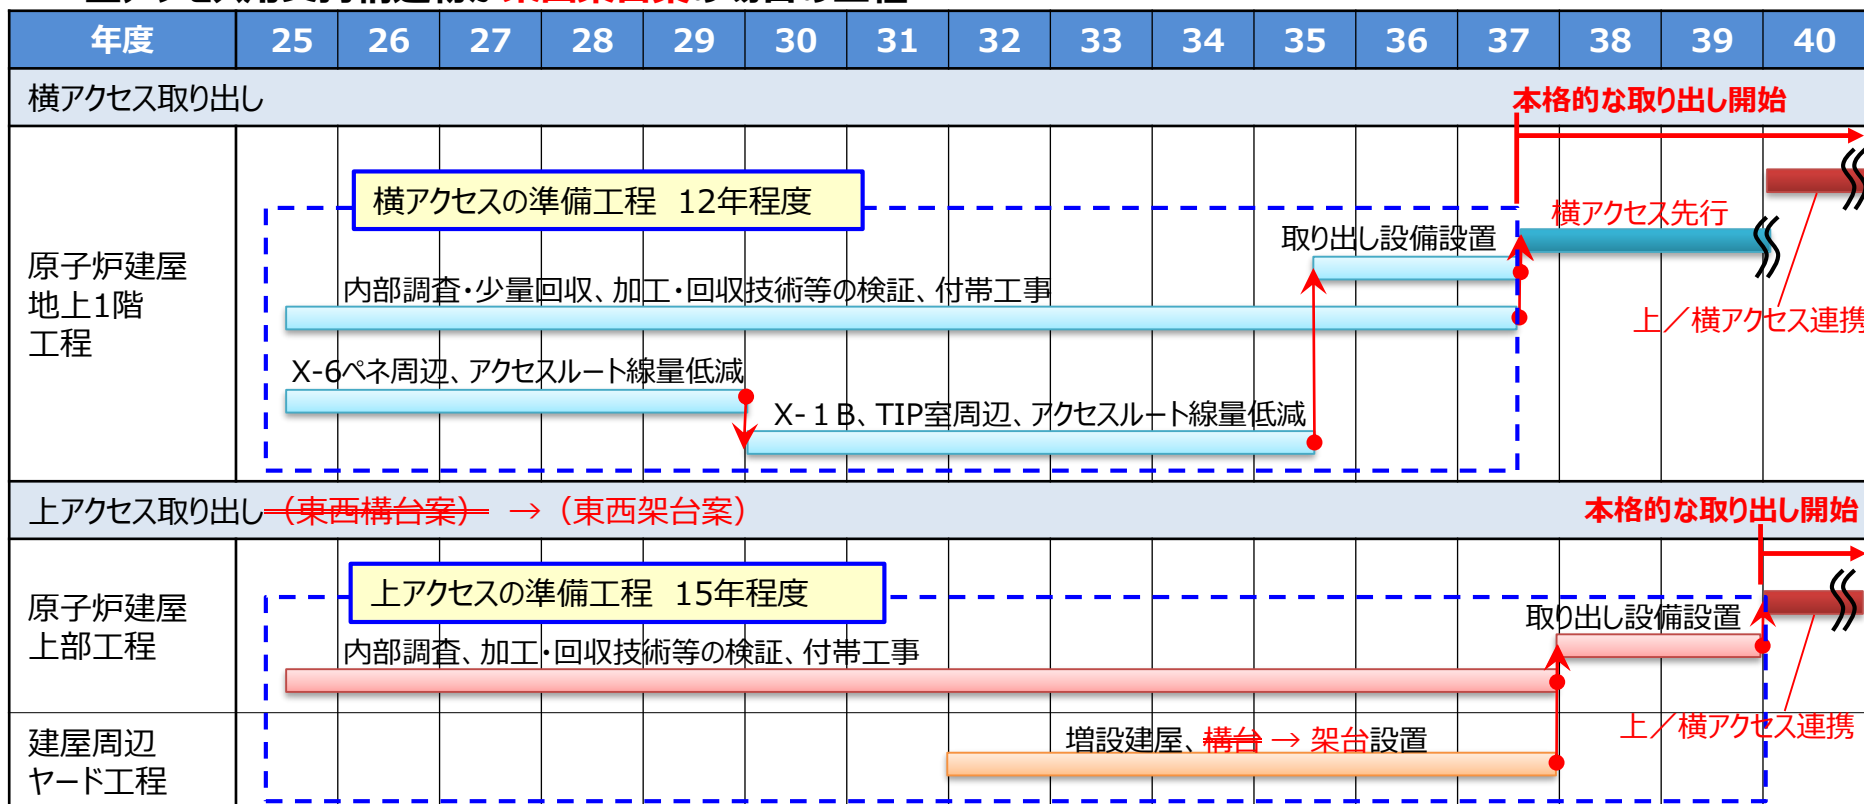 年度 25 26 27 28 29 30 31 32 33 34 35 36 37 38 39 40
横アクセス取り出し
本格的な取り出し開始
原子炉建屋
地上1階
工程
横アクセスの準備工程 12年程度
横アクセス先行
取り出し設備設置
内部調査・少量回収、加工・回収技術等の検証、付帯工事
上／横アクセス連携
X-6ペネ周辺、アクセスルート線量低減
X-１B、TIP室周辺、アクセスルート線量低減
上アクセス取り出し（東西構台案） →（東西架台案）
本格的な取り出し開始
原子炉建屋
上部工程
上アクセスの準備工程 15年程度
取り出し設備設置
内部調査、加工・回収技術等の検証、付帯工事
上／横アクセス連携
建屋周辺
ヤード工程
増設建屋、構台 → 架台設置